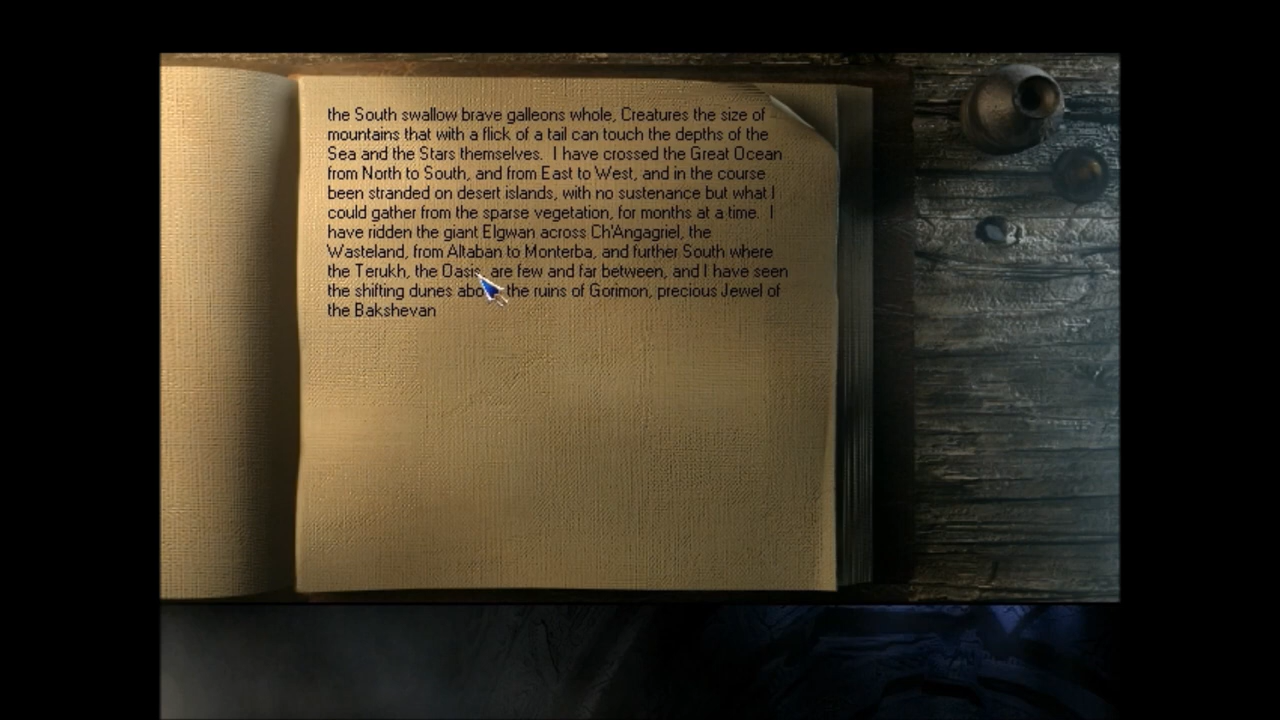 the South swallow brave galleons whole, Creatures the size of
mountains that with a flick of a tail can touch the depths of the
Sea and the Stars themselves.  I have crossed the Great Ocean
from North to South, and from East to West, and in the course
been stranded on desert islands, with no sustenance but what I
could gather from the sparse vegetation, for months at a time.  I
have ridden the giant Elgwan across Ch'Angagriel, the
Wasteland, from Altaban to Monterba, and further South where
the Terukh, the Oasis, are few and far between, and I have seen
the shifting dunes above the ruins of Gorimon, precious Jewel of
the Bakshevan